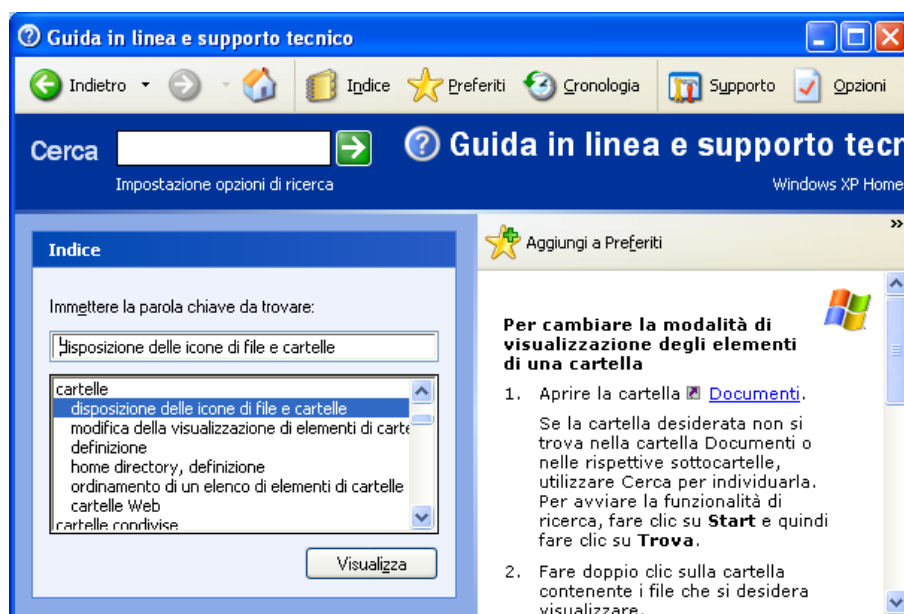 Guida in linea e supporto tecnico
Indietro
Indice
Preferiti
Cronologia
Supporto
Opzioni
Cerca
Guida in linea e supporto tecr
Impostazione opzioni di ricerca
Windows XP Home
Indice
Immettere la parola chiave da trovare:
disposizione delle icone di file e cartelle
cartelle
disposizione delle icone di file e cartelle
modifica della visualizzazione di elementi di carte
definizione
home directory, definizione
ordinamento di un elenco di elementi di cartelle
cartelle Web
cartelle condivise
Visualizza
Aggiungi a Preferiti
Per cambiare la modalità di
visualizzazione degli elementi
di una cartella
1. Aprire la cartella Documenti.
Se la cartella desiderata non si
trova nella cartella Documenti o
nelle rispettive sottocartelle,
utilizzare Cerca per individuarla.
Per avviare la funzionalità di
ricerca, fare clic su Start e quindi
fare clic su Trova.
2. Fare doppio clic sulla cartella
contenente i file che si desidera
visualizzare.